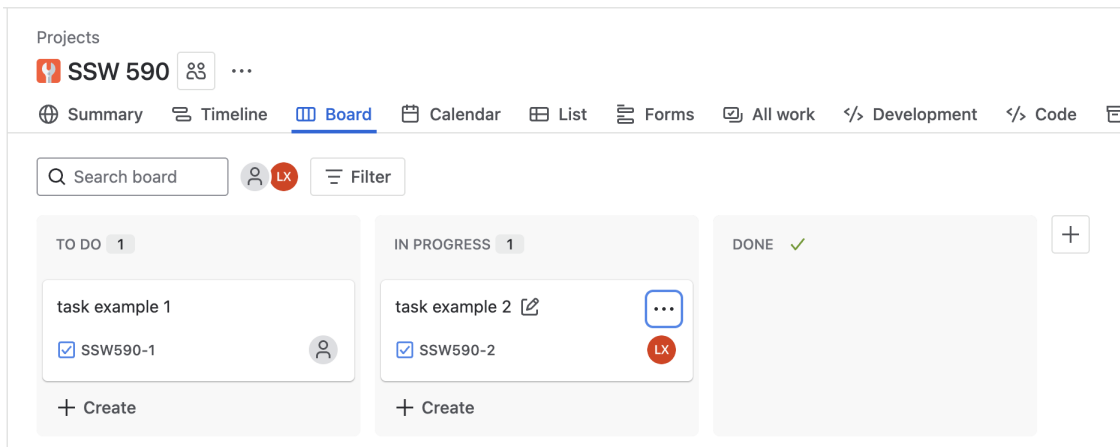 Projects
SSW 590
Summary Timeline Board Calendar List Forms All work Development Code
Search board LX Filter
TO DO 1
task example 1
SSW590-1
Create
IN PROGRESS 1
task example 2
SSW590-2 LX
Create
DONE